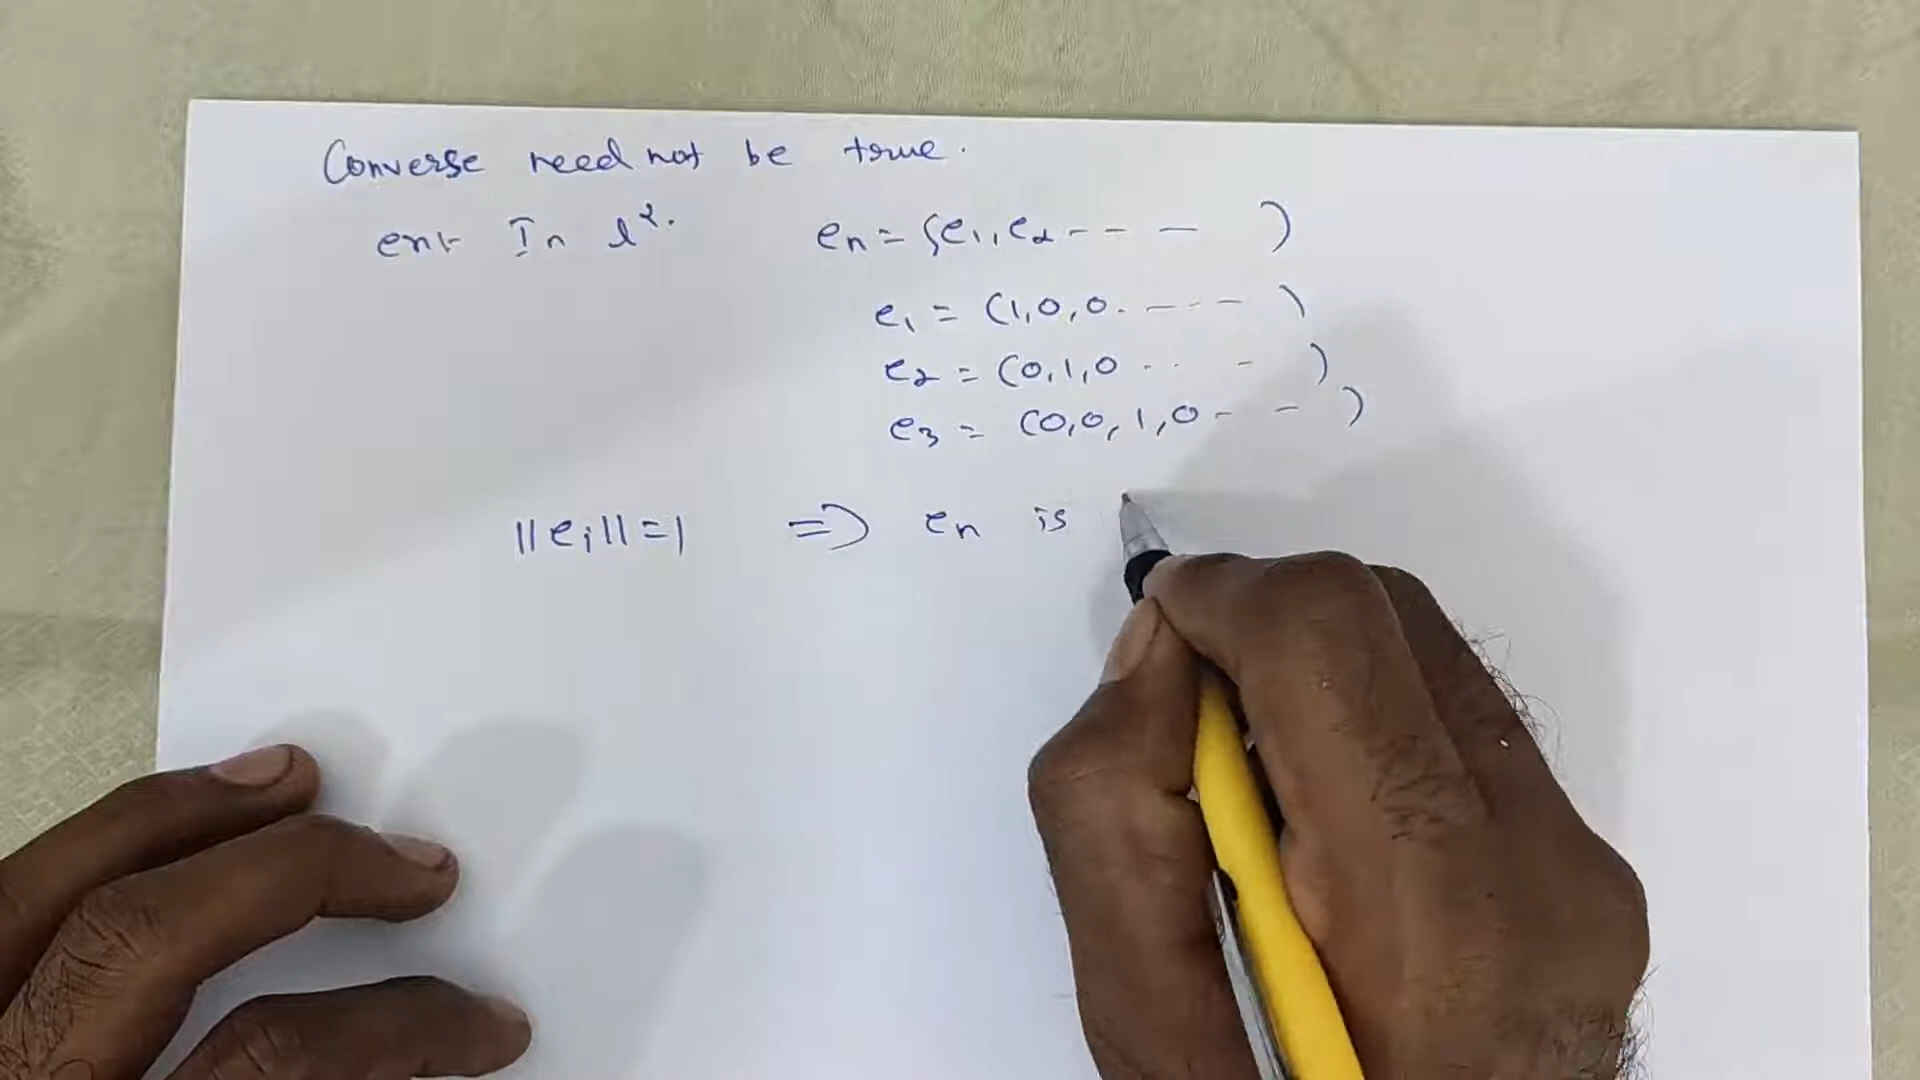 Converse need not be true.
In l². en = {e1, e2 - - - )
e1 = (1,0,0. - - - )
e2 = (0,1,0 . . - )
e3 = (0,0,1,0 - - )
||ei||=1 => en is